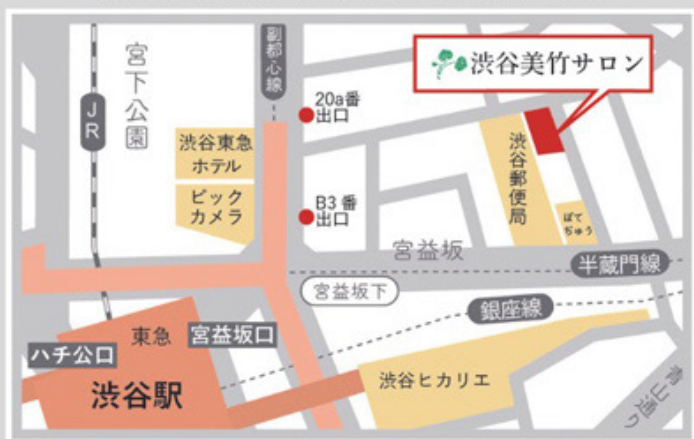 宮下公園
JR
副都心線
20a番
出口
渋谷美竹サロン
渋谷東急
ホテル
ビック
カメラ
B3番
出口
渋谷郵便局
ぼて
ぢゅう
宮益坂
半蔵門線
宮益坂下
銀座線
東急
宮益坂口
ハチ公口
渋谷駅
渋谷ヒカリエ
青山通り